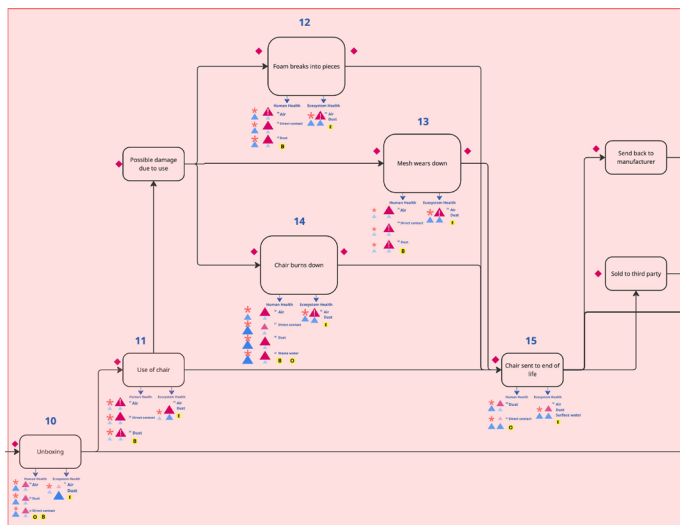 12
Foam breaks into pieces
Human Health
Ecosystem Health
Air
Direct contact
Dust
B
Air
Dust
E
13
Mesh wears down
Human Health
Ecosystem Health
Air
Direct contact
Dust
B
Air
Dust
E
Possible damage
due to use
Send back to
manufacturer
14
Chair burns down
Human Health
Ecosystem Health
Air
Direct contact
Dust
Waste water
B O
Air
Dust
E
Sold to third party
11
Use of chair
Human Health
Ecosystem Health
Air
Direct contact
Dust
B
Air
Dust
E
15
Chair sent to end of
life
Human Health
Ecosystem Health
Dust
Direct contact
O
Air
Dust
Surface water
E
10
Unboxing
Human Health
Ecosystem Health
Air
Dust
Direct contact
O B
Air
Dust
E